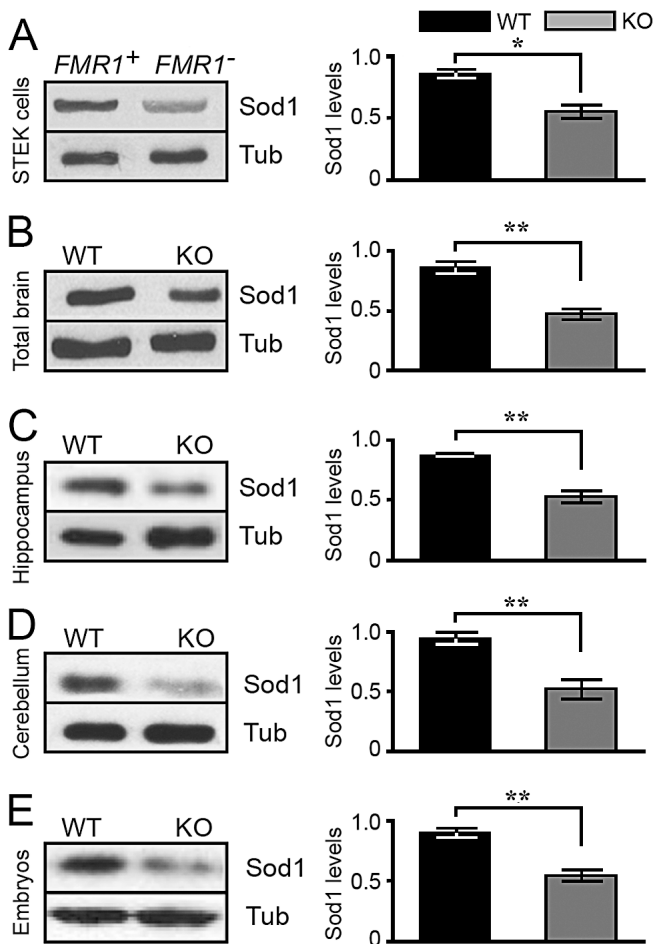 WT KO
A
STEK cells
FMR1+ FMR1-
Sod1
Tub
Sod1 levels
1.0
0.5
0
*
B
Total brain
WT KO
Sod1
Tub
Sod1 levels
1.0
0.5
0
**
C
Hippocampus
WT KO
Sod1
Tub
Sod1 levels
1.0
0.5
0
**
D
Cerebellum
WT KO
Sod1
Tub
Sod1 levels
1.0
0.5
0
**
E
Embryos
WT KO
Sod1
Tub
Sod1 levels
1.0
0.5
0
**